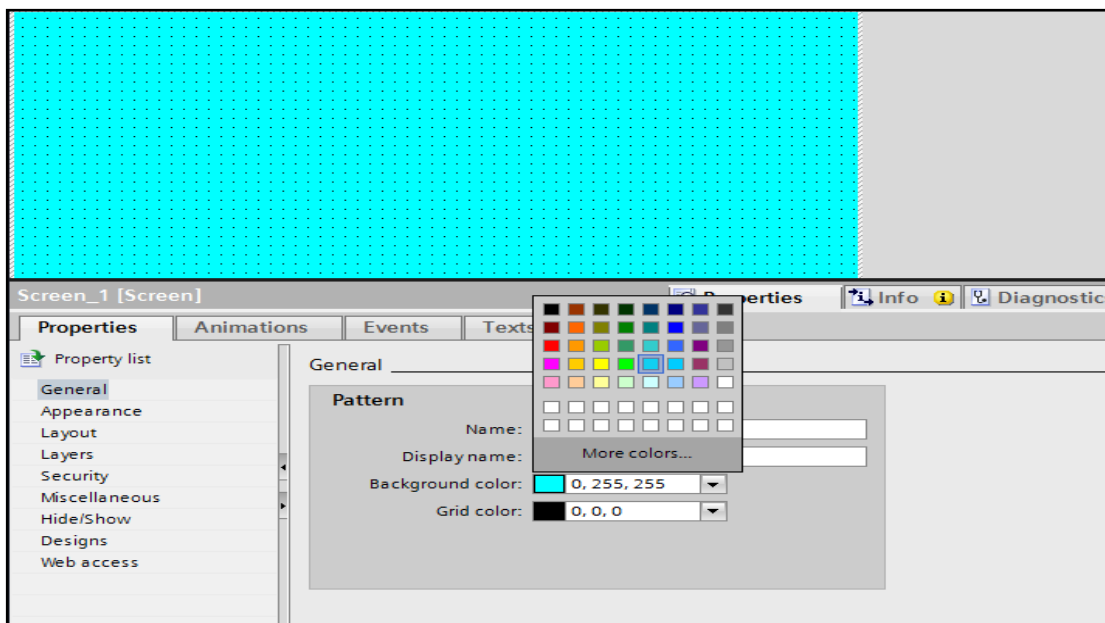 Screen_1 [Screen]
Properties Info Diagnostic
Properties Animations Events Texts
Property list
General
Appearance
Layout
Layers
Security
Miscellaneous
Hide/Show
Designs
Web access
General
Pattern
Name:
Display name:
Background color: 0, 255, 255
Grid color: 0, 0, 0
More colors...